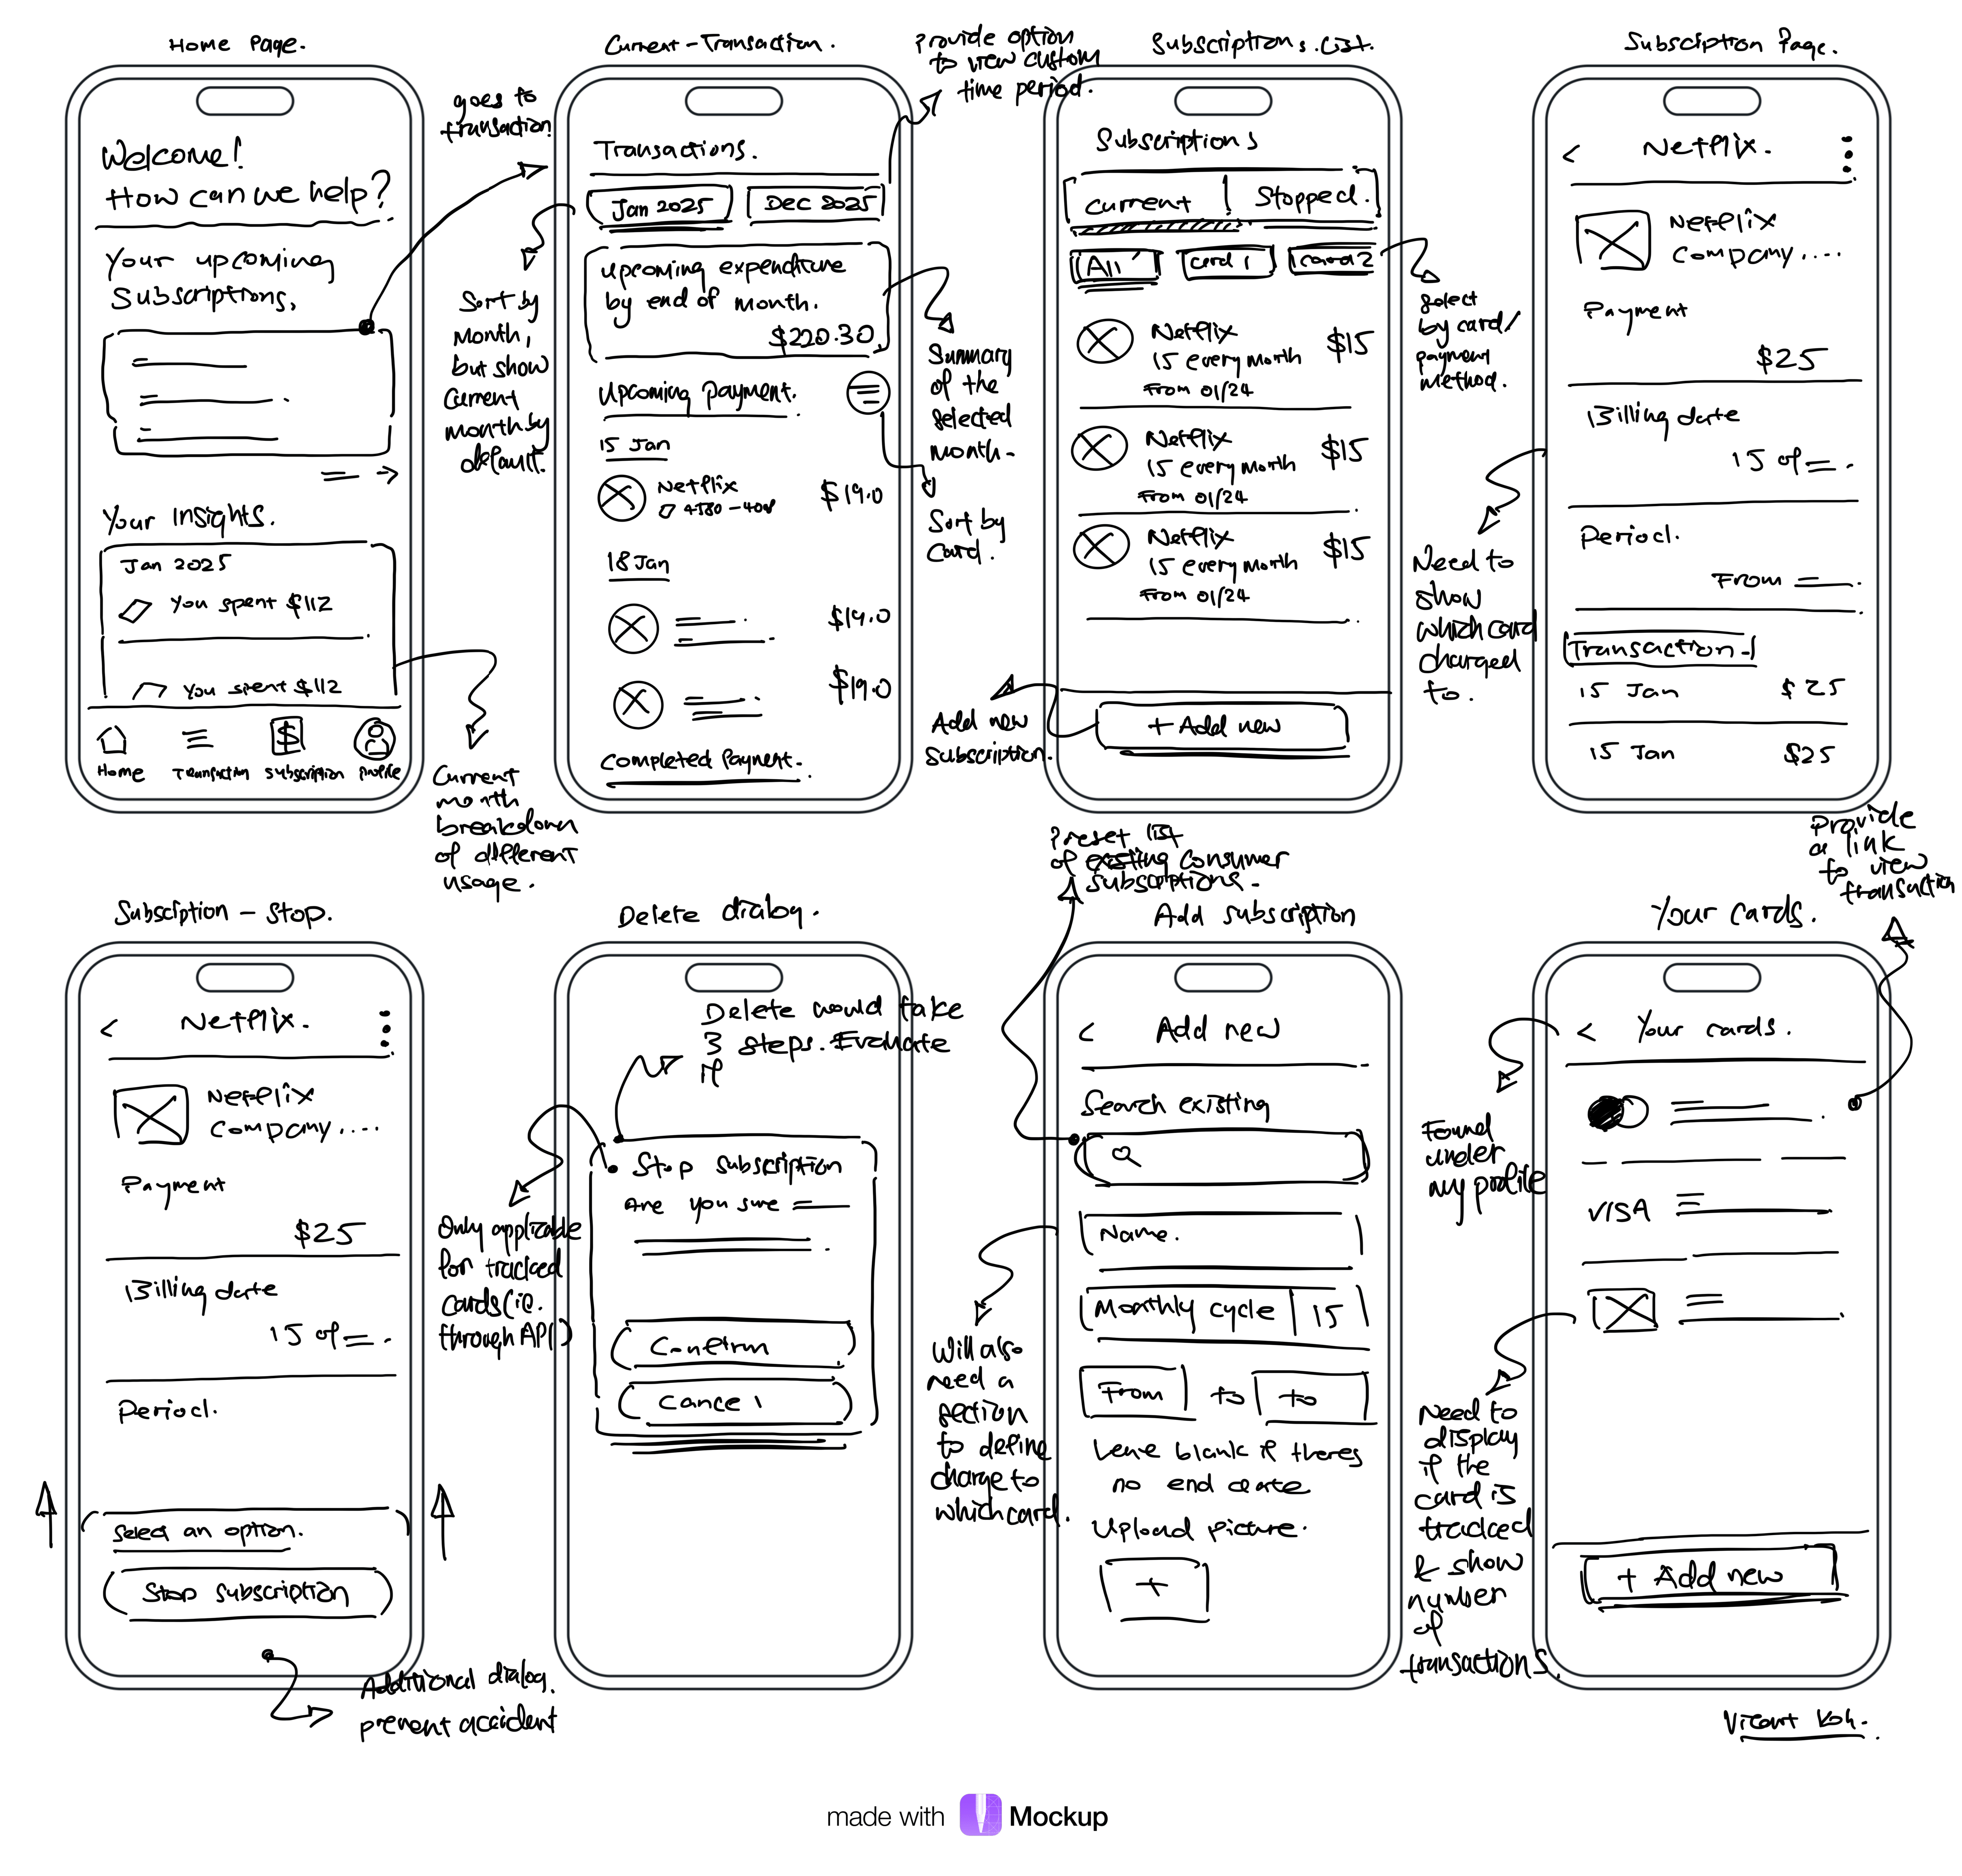 Home Page.
Welcome!
How can we help?
Your upcoming
Subscriptions.
Your Insights.
Jan 2025
You spent $112
You spent $112
Home
Transaction
Subscription
Profile
goes to
transaction
Sort by
month,
but show
current
month by
default.
Current
month
breakdown
of different
usage.
Current-Transaction.
Transactions.
Jan 2025
Dec 2025
Upcoming expenditure
by end of month.
$220.30
Upcoming payment.
15 Jan
Netflix
$19.0
18 Jan
$19.0
$19.0
Completed Payment.
Provide option
to view custom
time period.
Summary
of the
selected
month.
Sort by
Card.
Subscriptions List.
Subscriptions
Current | Stopped.
All
Card 1
Card 2
Netflix
15 every month
From 01/24
$15
Netflix
15 every month
From 01/24
$15
Netflix
15 every month
From 01/24
$15
+ Add new
Add new
subscription.
Select
by card/
payment
method.
Subscription Page.
< Netflix.
Netflix
Company....
Payment
$25
Billing date
15 of
Period.
From
Transaction
15 Jan $25
15 Jan $25
Need to
show
which card
charged
to.
Subsciption - Stop.
< Netflix.
Netflix
Company....
Payment
$25
Billing date
15 of
Period.
Select an option.
Stop subscription
Additional dialog.
prevent accident
Delete dialog.
Delete would take
3 steps. Evaluate
if
Stop subscription
Are you sure
Confirm
Cancel
Only applicable
for tracked
cards (ie.
through API)
Preset list
of existing consumer
subscriptions.
Add subscription
< Add new
Search existing
Name.
Monthly cycle | 15
From to to
Leave blank if theres
no end date
Upload picture.
+
Will also
need a
section
to define
charge to
which card.
Provide
a link
to view
transaction
Your cards.
< Your cards.
VISA
+ Add new
Found
under
my profile
Need to
display
if the
card is
tracked
& show
number
of
transactions.
made with Mockup